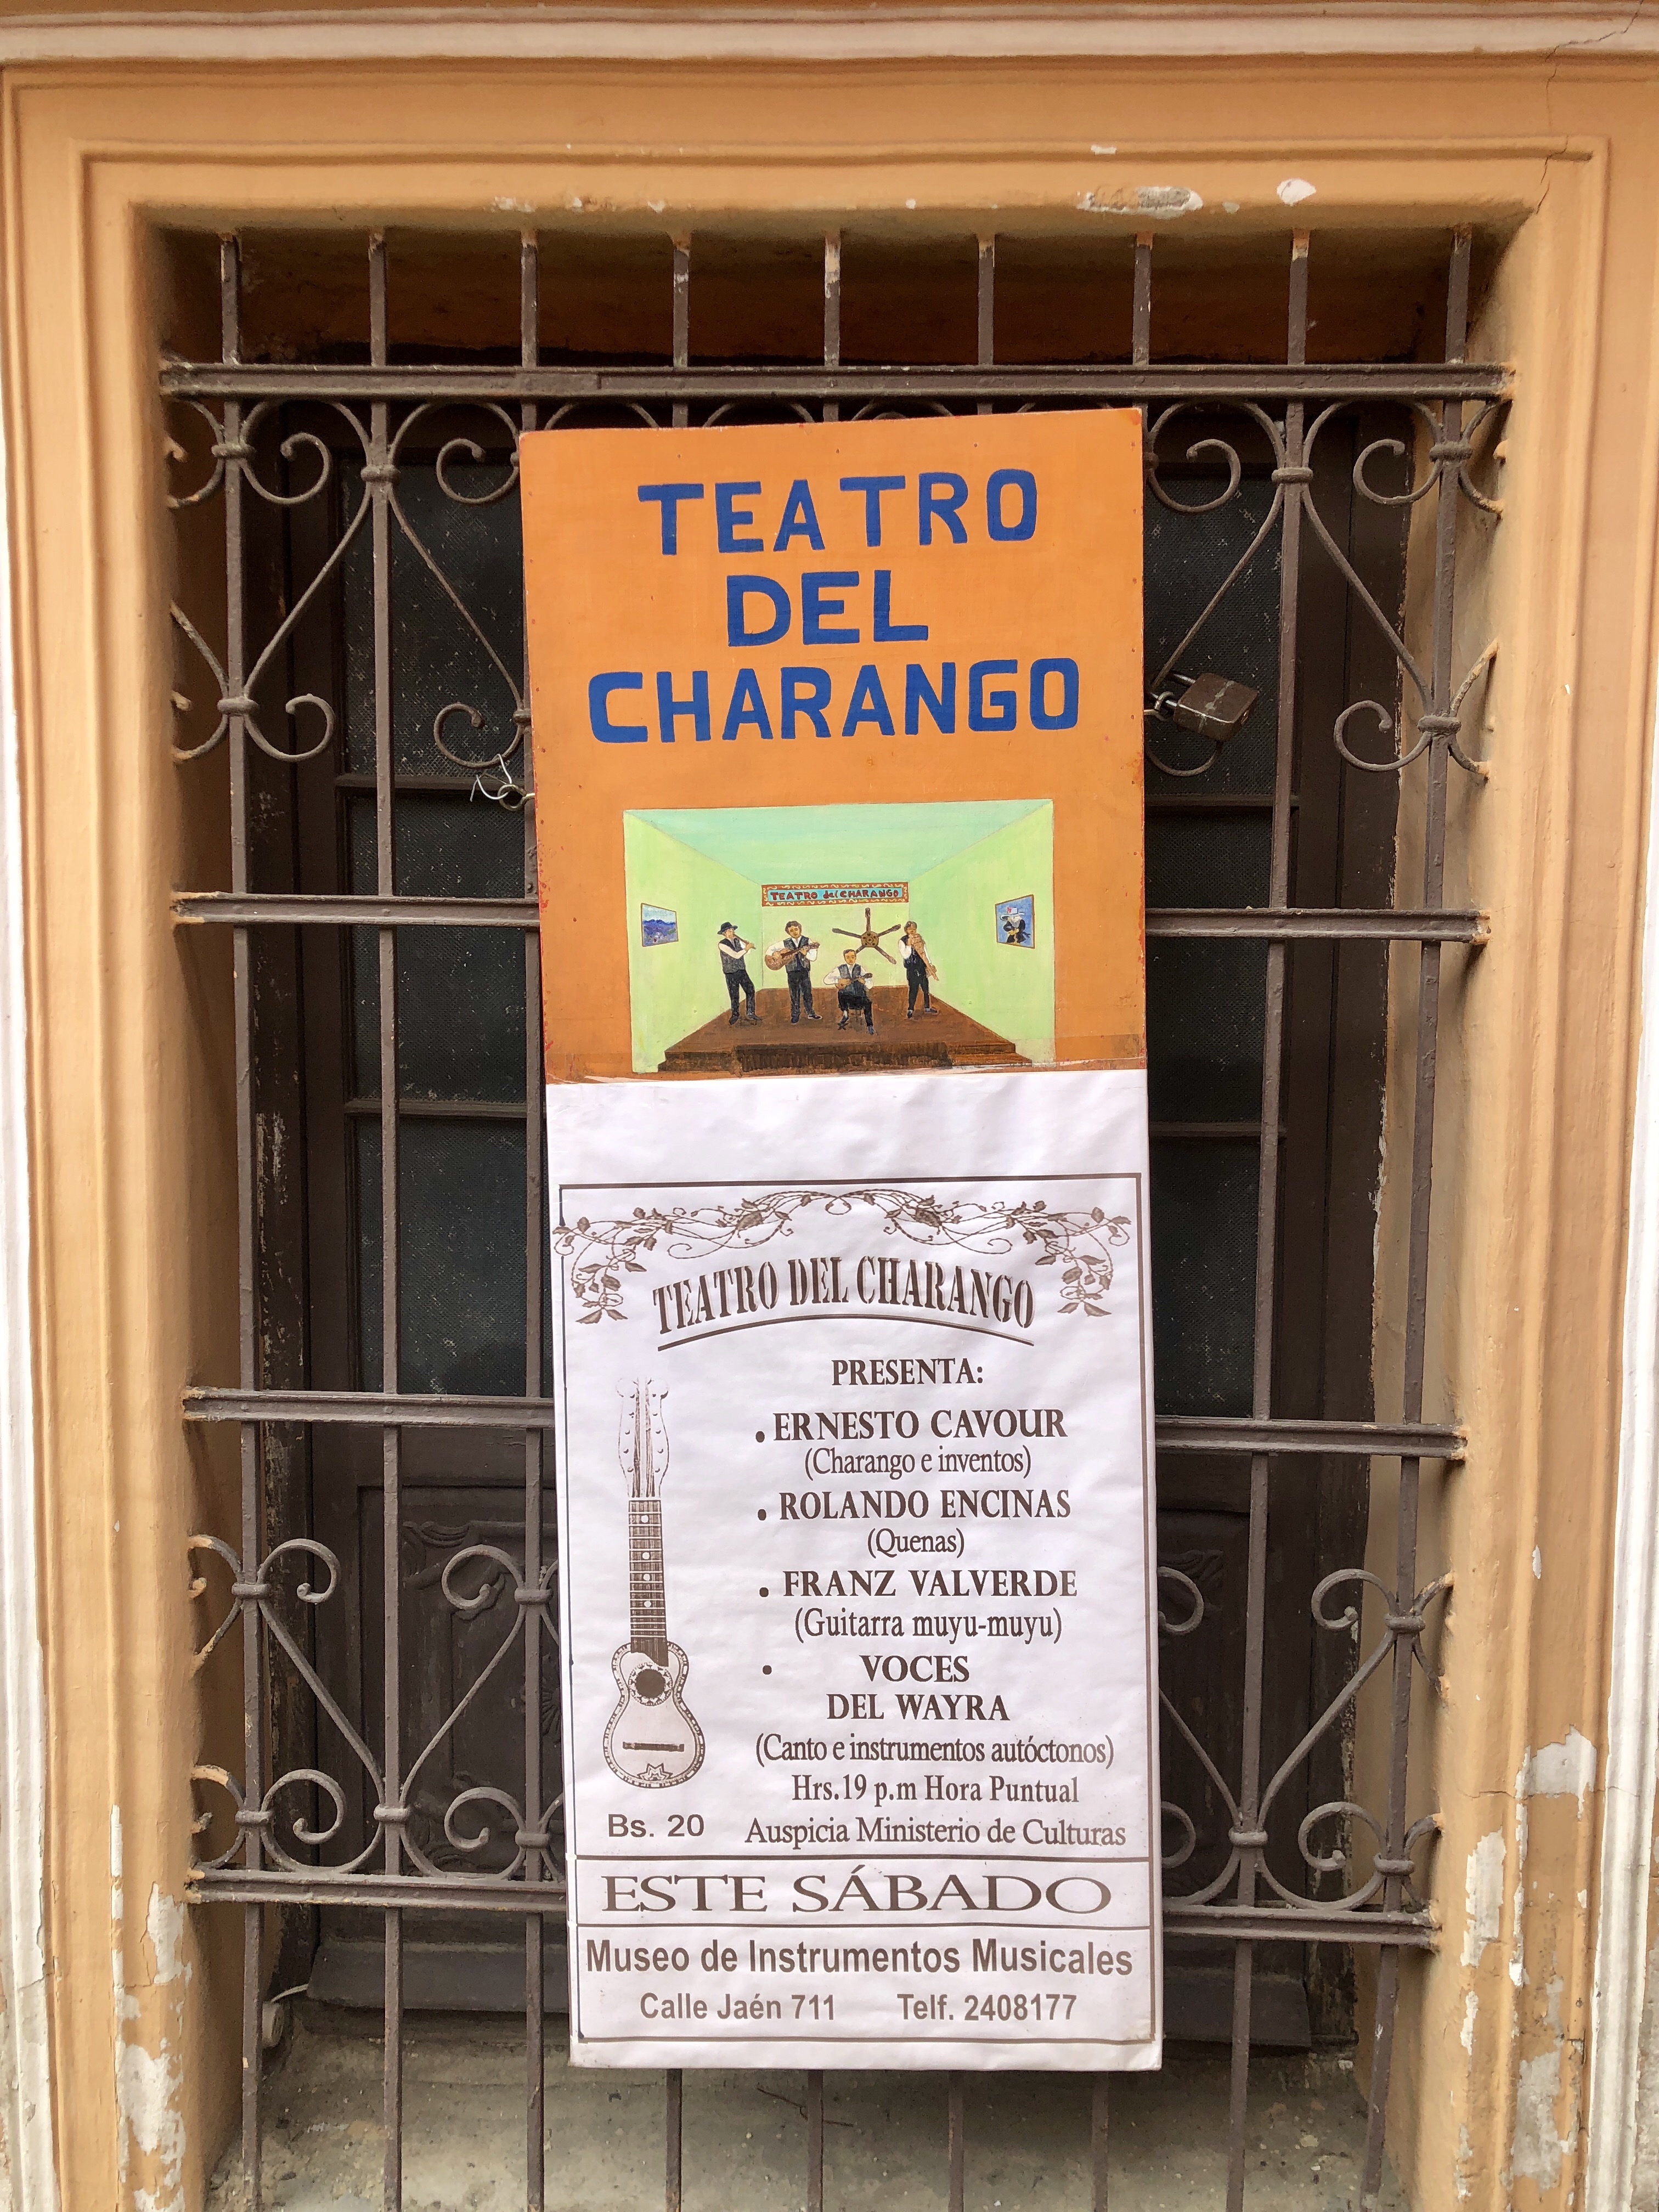 TEATRO
DEL
CHARANGO
TEATRO del CHARANGO
TEATRO DEL CHARANGO
PRESENTA:
• ERNESTO CAVOUR
(Charango e inventos)
• ROLANDO ENCINAS
(Quenas)
• FRANZ VALVERDE
(Guitarra muyu-muyu)
• VOCES
DEL WAYRA
(Canto e instrumentos autóctonos)
Hrs.19 p.m Hora Puntual
Bs. 20 Auspicia Ministerio de Culturas
ESTE SÁBADO
Museo de Instrumentos Musicales
Calle Jaén 711 Telf. 2408177